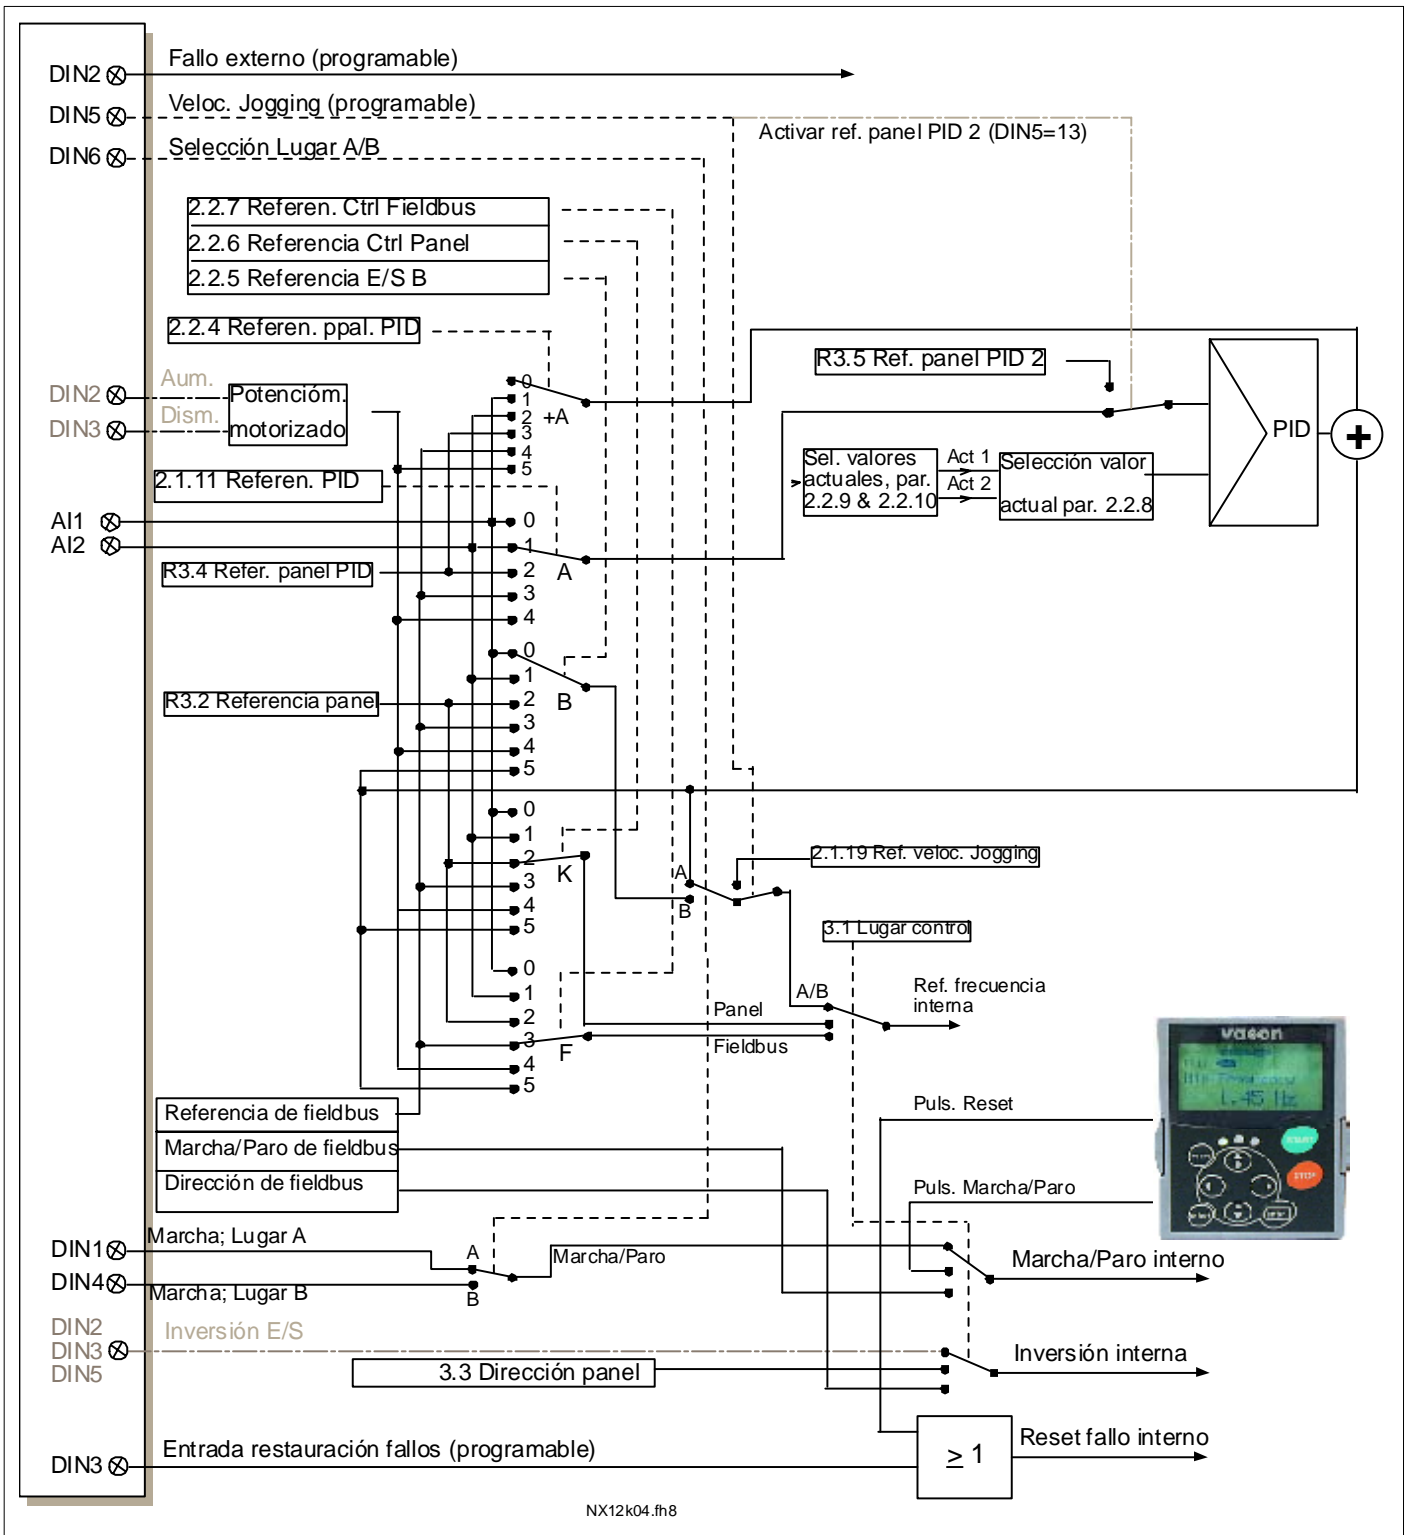 Fallo externo (programable)
DIN2
Veloc. Jogging (programable)
DIN5
Activar ref. panel PID 2 (DIN5=13)
Selección Lugar A/B
DIN6
2.2.7 Referen. Ctrl Fieldbus
2.2.6 Referencia Ctrl Panel
2.2.5 Referencia E/S B
2.2.4 Referen. ppal. PID
R3.5 Ref. panel PID 2
DIN2
Aum.
DIN3
Dism.
Potencióm.
motorizado
0
1
2
3
4
5
+A
PID
+
Sel. valores
actuales, par.
2.2.9 & 2.2.10
Act 1
Act 2
Selección valor
actual par. 2.2.8
2.1.11 Referen. PID
AI1
AI2
R3.4 Refer. panel PID
0
1
2
3
4
A
R3.2 Referencia panel
0
1
2
3
4
5
B
0
1
2
3
4
5
K
A
B
2.1.19 Ref. veloc. Jogging
3.1 Lugar control
0
1
2
3
4
5
F
A/B
Panel
Fieldbus
Ref. frecuencia
interna
vacon
1.45 Hz
START
STOP
Referencia de fieldbus
Marcha/Paro de fieldbus
Dirección de fieldbus
Puls. Reset
Puls. Marcha/Paro
DIN1
Marcha; Lugar A
DIN4
Marcha; Lugar B
A
B
Marcha/Paro
Marcha/Paro interno
DIN2
DIN3
DIN5
Inversión E/S
3.3 Dirección panel
Inversión interna
DIN3
Entrada restauración fallos (programable)
≥ 1
Reset fallo interno
NX12k04.fh8